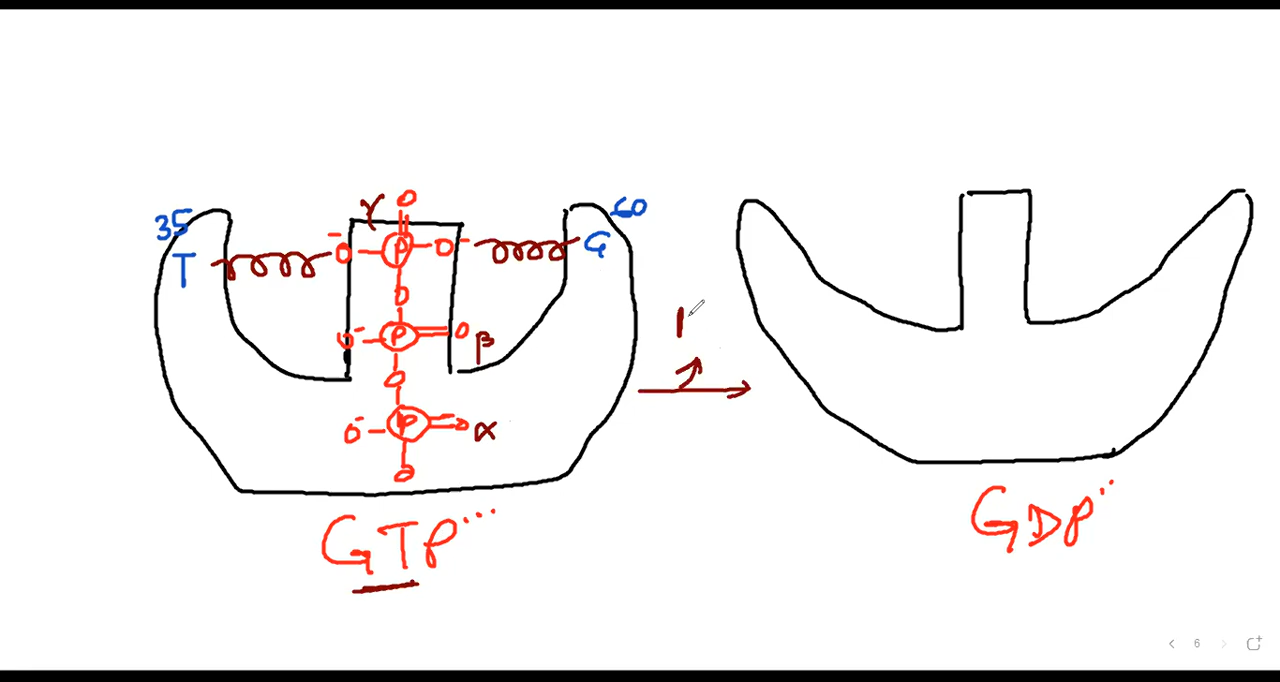 γ O
35 60
⁻O P O⁻
T G
O
O⁻ P O β
O
O⁻ P O α
O
GTP
GDP
6